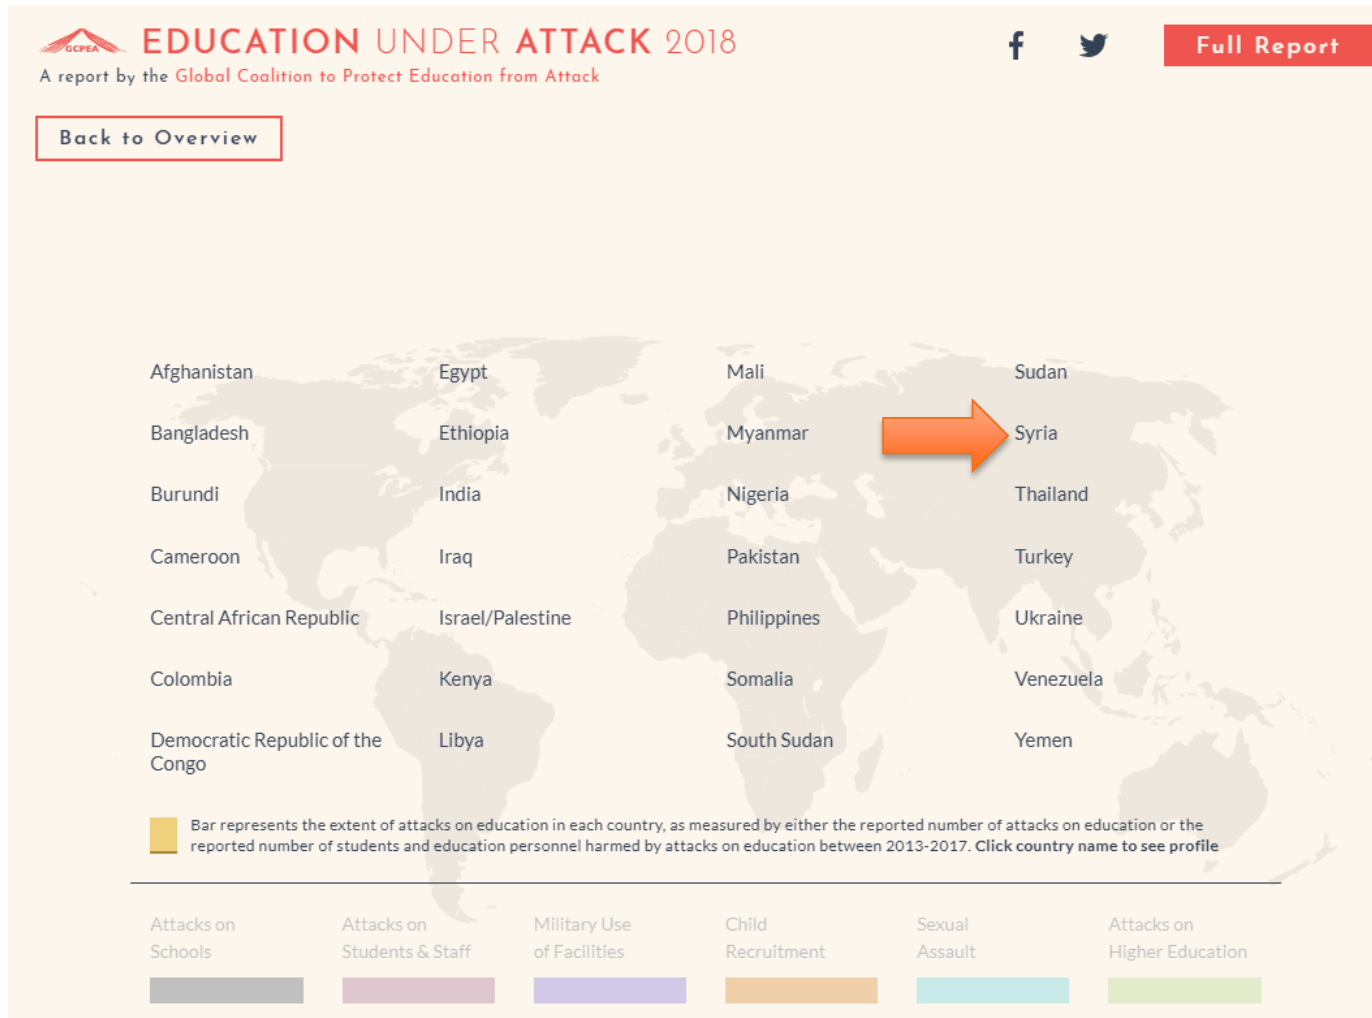 GCPEA
EDUCATION UNDER ATTACK 2018
A report by the Global Coalition to Protect Education from Attack
Full Report
Back to Overview
Afghanistan
Egypt
Mali
Sudan
Bangladesh
Ethiopia
Myanmar
Syria
Burundi
India
Nigeria
Thailand
Cameroon
Iraq
Pakistan
Turkey
Central African Republic
Israel/Palestine
Philippines
Ukraine
Colombia
Kenya
Somalia
Venezuela
Democratic Republic of the
Congo
Libya
South Sudan
Yemen
Bar represents the extent of attacks on education in each country, as measured by either the reported number of attacks on education or the
reported number of students and education personnel harmed by attacks on education between 2013-2017. Click country name to see profile
Attacks on
Schools
Attacks on
Students & Staff
Military Use
of Facilities
Child
Recruitment
Sexual
Assault
Attacks on
Higher Education